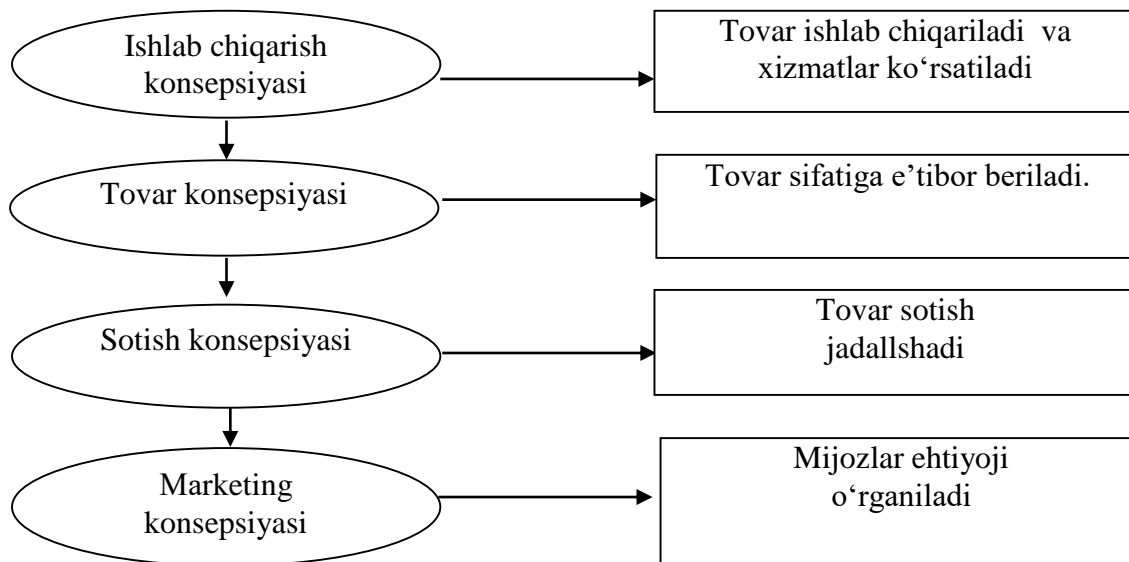 Ishlab chiqarish
konsepsiyasi
Tovar ishlab chiqariladi va
xizmatlar ko‘rsatiladi
Tovar konsepsiyasi
Tovar sifatiga e’tibor beriladi.
Sotish konsepsiyasi
Tovar sotish
jadallshadi
Marketing
konsepsiyasi
Mijozlar ehtiyoji
o‘rganiladi